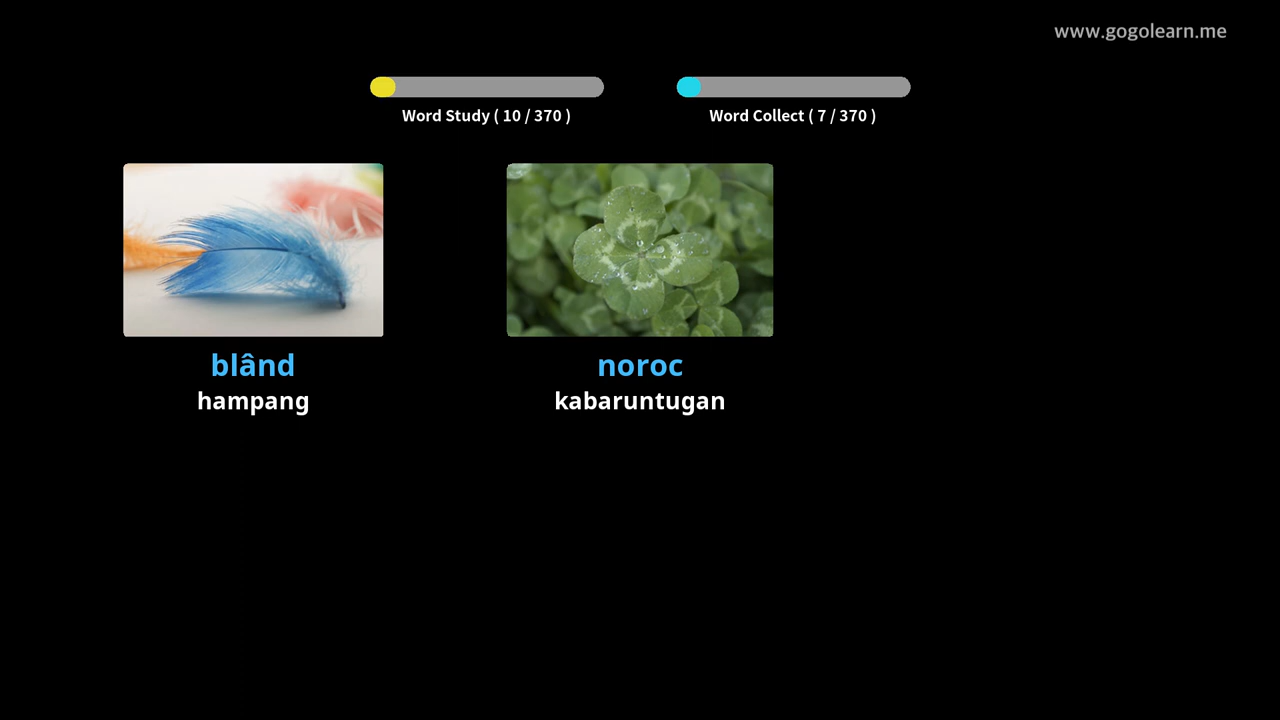 www.gogolearn.me
Word Study ( 10 / 370 )
Word Collect ( 7 / 370 )
blând
hampang
noroc
kabaruntugan